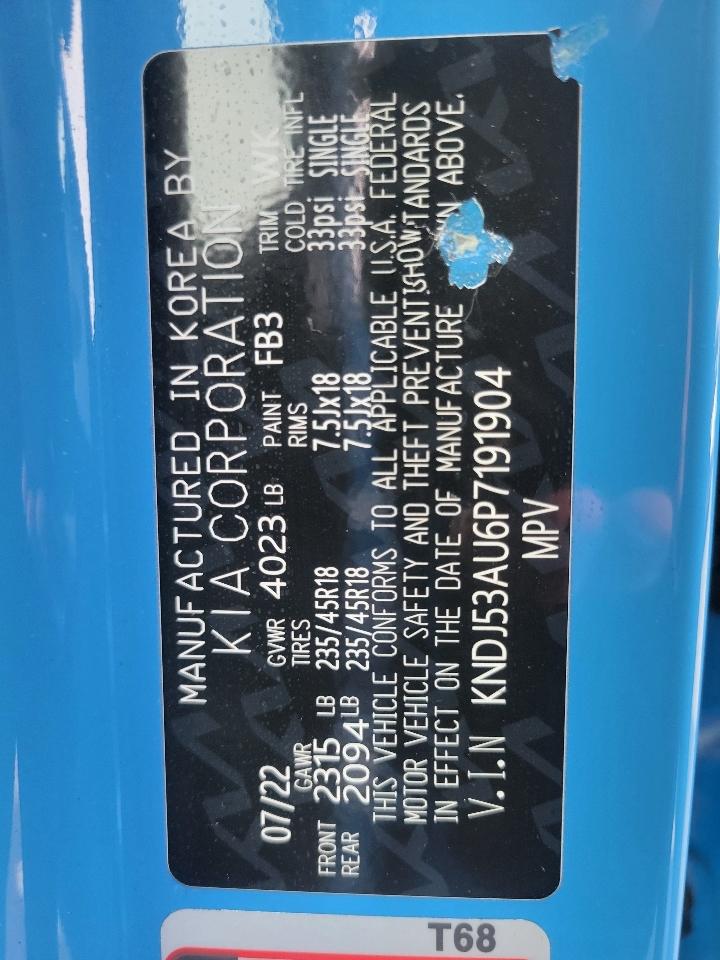 MANUFACTURED IN KOREA BY
KIA CORPORATION
07/22 GVWR 4023 LB PAINT FB3 TRIM WK
GAWR TIRES RIMS COLD TIRE INFL
FRONT 2315 LB 235/45R18 7.5Jx18 33psi SINGLE
REAR 2094 LB 235/45R18 7.5Jx18 33psi SINGLE
THIS VEHICLE CONFORMS TO ALL APPLICABLE U.S.A. FEDERAL
MOTOR VEHICLE SAFETY AND THEFT PREVENTION STANDARDS
IN EFFECT ON THE DATE OF MANUFACTURE SHOWN ABOVE.
V.I.N KNDJ53AU6P7191904
MPV
T68